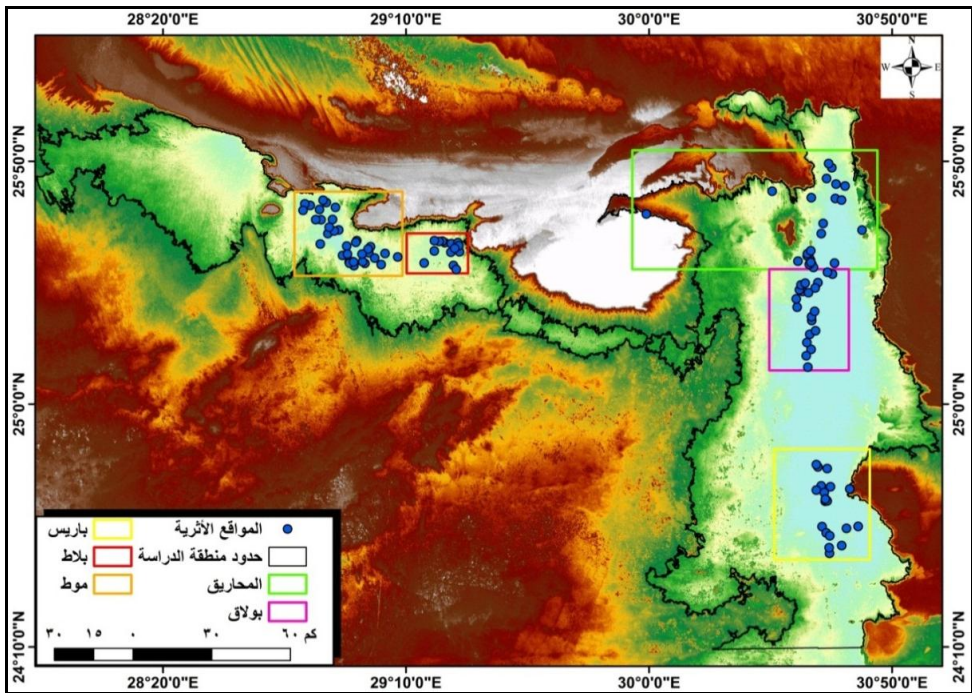 28°20'0"E 29°10'0"E 30°00'0"E 30°50'0"E
N
W E
S
25°50'0"N 25°50'0"N
25°0'0"N 25°0'0"N
24°10'0"N 24°10'0"N
المواقع الأثرية باريس
حدود منطقة الدراسة بلاط
المحاريق موط
بولاق
٣٠ ١٥ ٠ ٣٠ ٦٠ كم
28°20'0"E 29°10'0"E 30°00'0"E 30°50'0"E